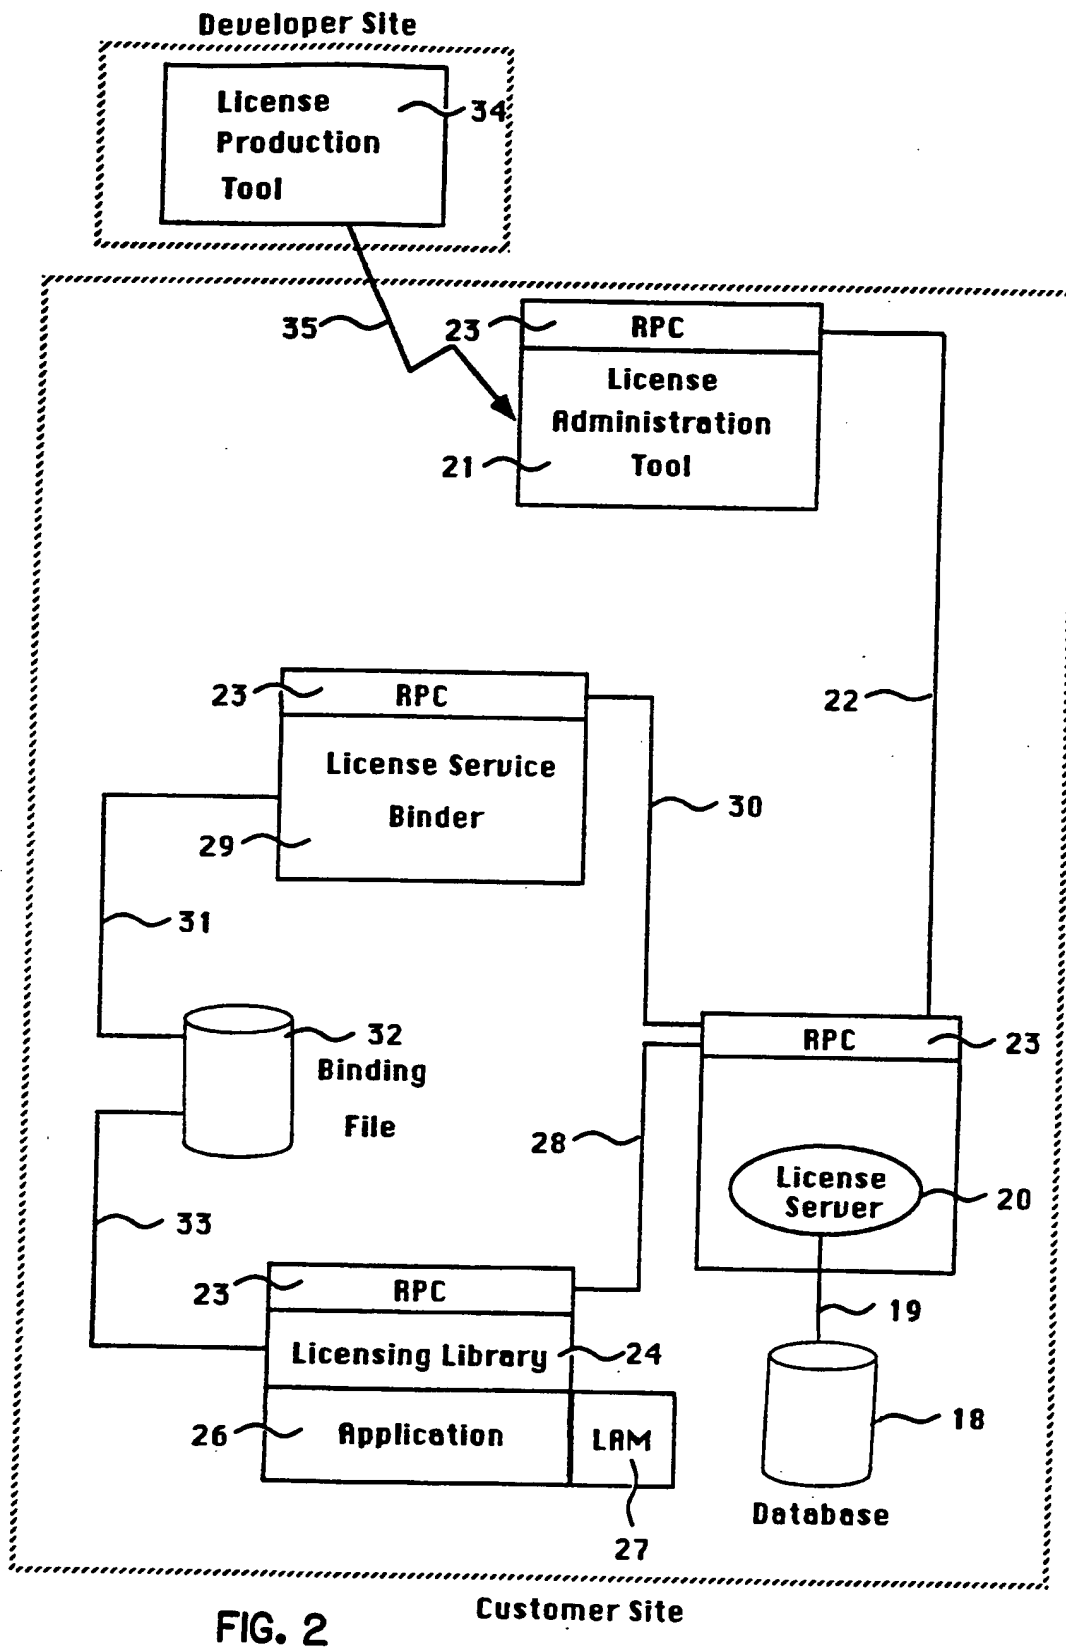 Developer Site
License
Production
Tool
34
35
23
RPC
License
Administration
Tool
21
22
23
RPC
License Service
Binder
29
30
31
32
Binding
File
33
RPC
23
28
License
Server
20
19
18
Database
23
RPC
Licensing Library
24
26
Application
LAM
27
Customer Site
FIG. 2